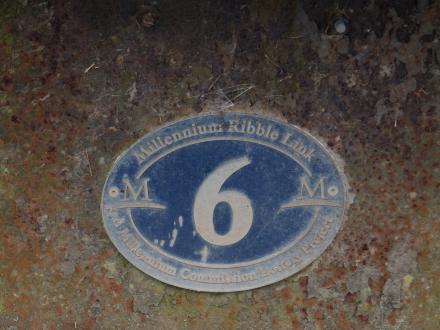 Millennium Ribble Link
M 6 M
A Millennium Commission Lottery Project